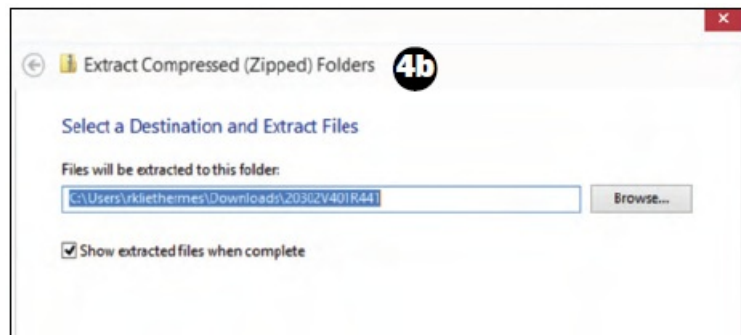 Extract Compressed (Zipped) Folders 4b
Select a Destination and Extract Files
Files will be extracted to this folder:
C:\Users\rkliethermes\Downloads\20302V401R441 Browse...
Show extracted files when complete